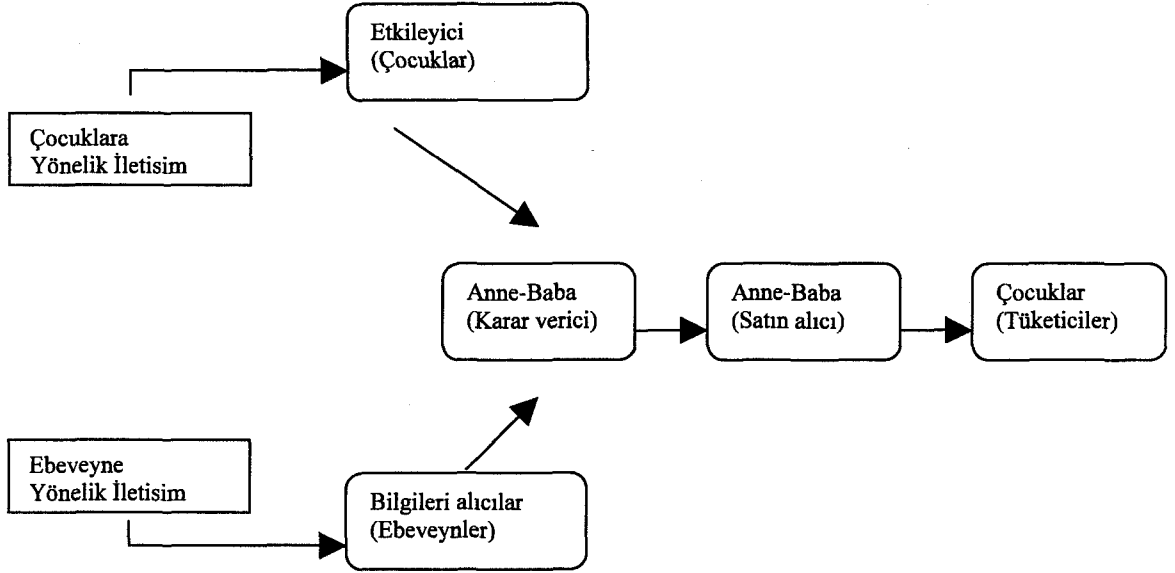 Etkileyici
(Çocuklar)
Çocuklara
Yönelik İletisim
Anne-Baba
(Karar verici)
Anne-Baba
(Satın alıcı)
Çocuklar
(Tüketiciler)
Ebeveyne
Yönelik İletisim
Bilgileri alıcılar
(Ebeveynler)